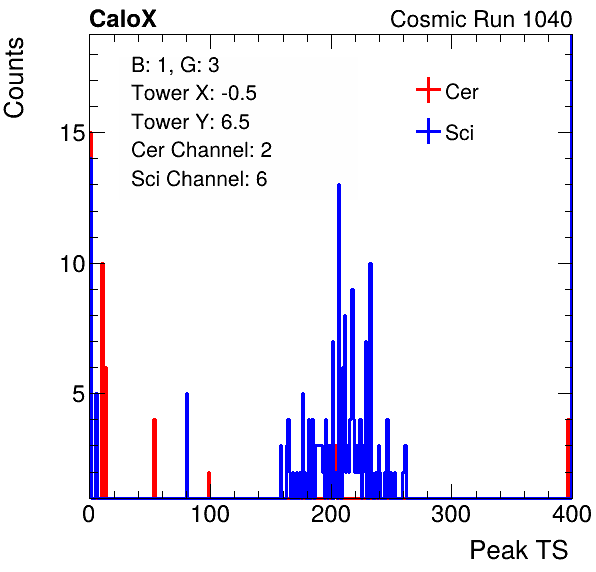 CaloX
Cosmic Run 1040
Counts
B: 1, G: 3
Tower X: -0.5
Tower Y: 6.5
Cer Channel: 2
Sci Channel: 6
Cer
Sci
15
10
5
0
100
200
300
400
Peak TS